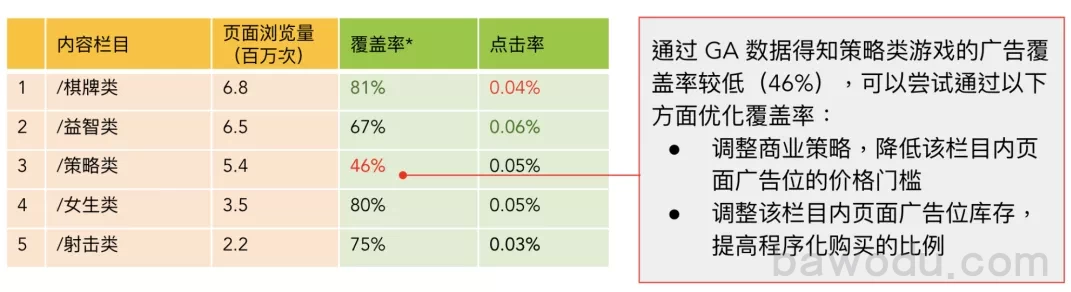 内容栏目 页面浏览量（百万次） 覆盖率* 点击率
1 /棋牌类 6.8 81% 0.04%
2 /益智类 6.5 67% 0.06%
3 /策略类 5.4 46% 0.05%
4 /女生类 3.5 80% 0.05%
5 /射击类 2.2 75% 0.03%
通过 GA 数据得知策略类游戏的广告覆
盖率较低（46%），可以尝试通过以下
方面优化覆盖率：
● 调整商业策略，降低该栏目内页
面广告位的价格门槛
● 调整该栏目内页面广告位库存，
提高程序化购买的比例
bawodu.com